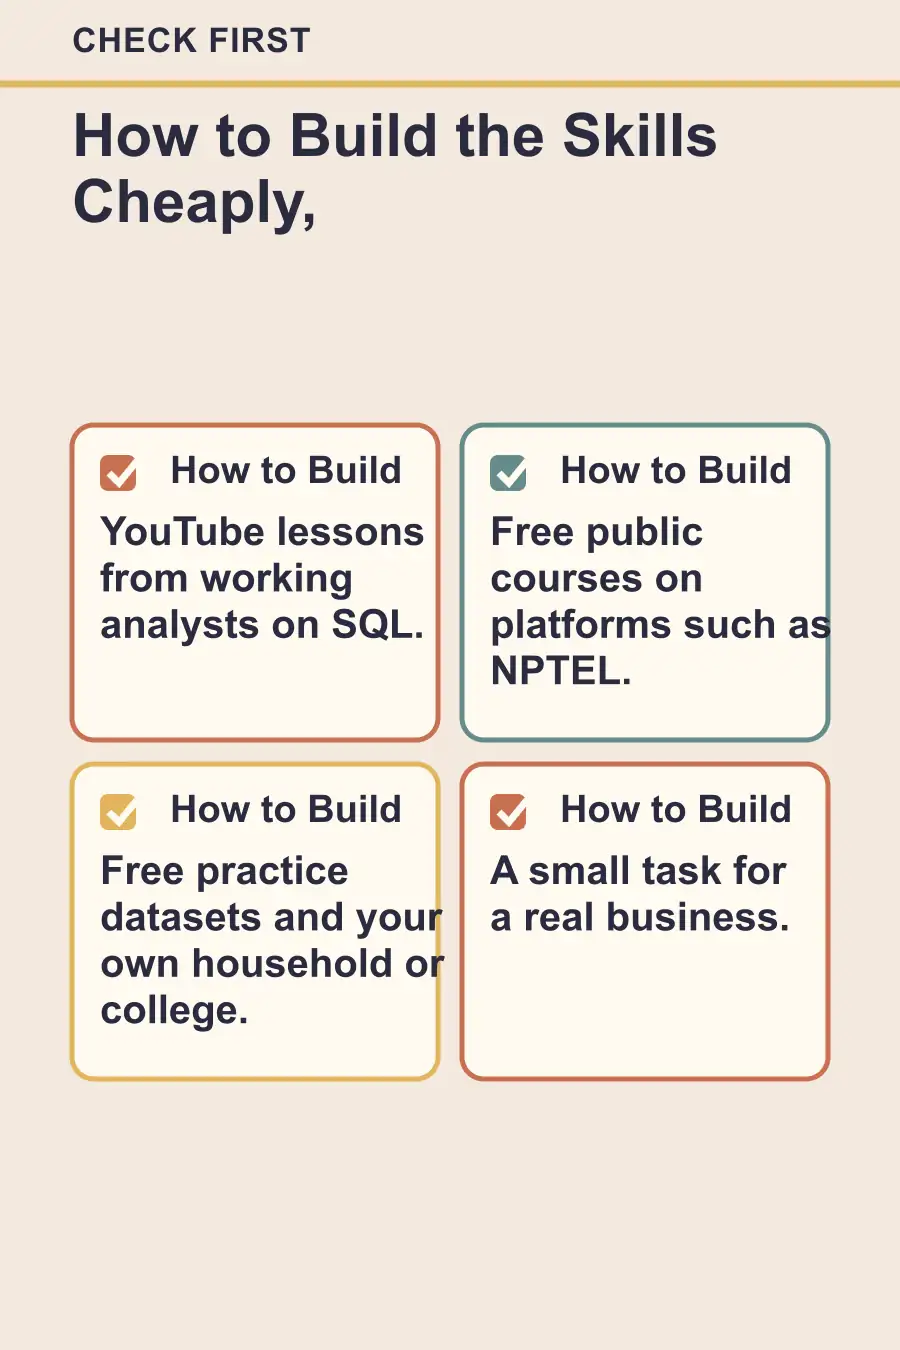 CHECK FIRST
How to Build the Skills
Cheaply,
How to Build
YouTube lessons
from working
analysts on SQL.
How to Build
Free public
courses on
platforms such as
NPTEL.
How to Build
Free practice
datasets and your
own household or
college.
How to Build
A small task for
a real business.